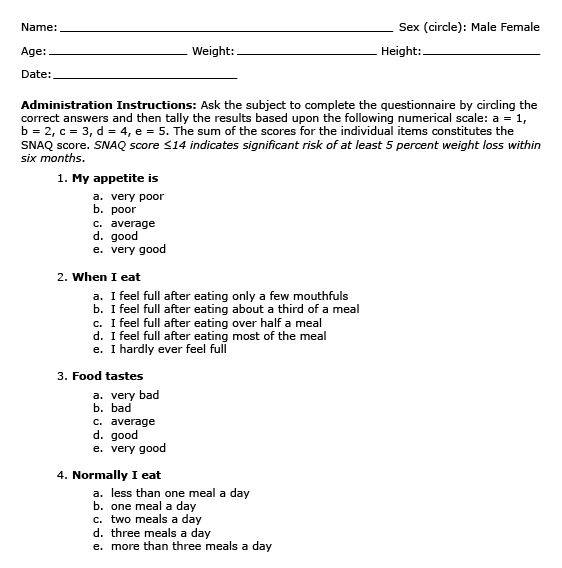 Name: Sex (circle): Male Female
Age: Weight: Height:
Date:
Administration Instructions: Ask the subject to complete the questionnaire by circling the
correct answers and then tally the results based upon the following numerical scale: a = 1,
b = 2, c = 3, d = 4, e = 5. The sum of the scores for the individual items constitutes the
SNAQ score. SNAQ score ≤14 indicates significant risk of at least 5 percent weight loss within
six months.
1. My appetite is
a. very poor
b. poor
c. average
d. good
e. very good
2. When I eat
a. I feel full after eating only a few mouthfuls
b. I feel full after eating about a third of a meal
c. I feel full after eating over half a meal
d. I feel full after eating most of the meal
e. I hardly ever feel full
3. Food tastes
a. very bad
b. bad
c. average
d. good
e. very good
4. Normally I eat
a. less than one meal a day
b. one meal a day
c. two meals a day
d. three meals a day
e. more than three meals a day